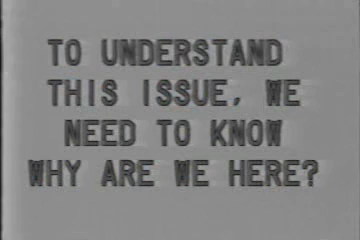 TO UNDERSTAND
THIS ISSUE, WE
NEED TO KNOW
WHY ARE WE HERE?